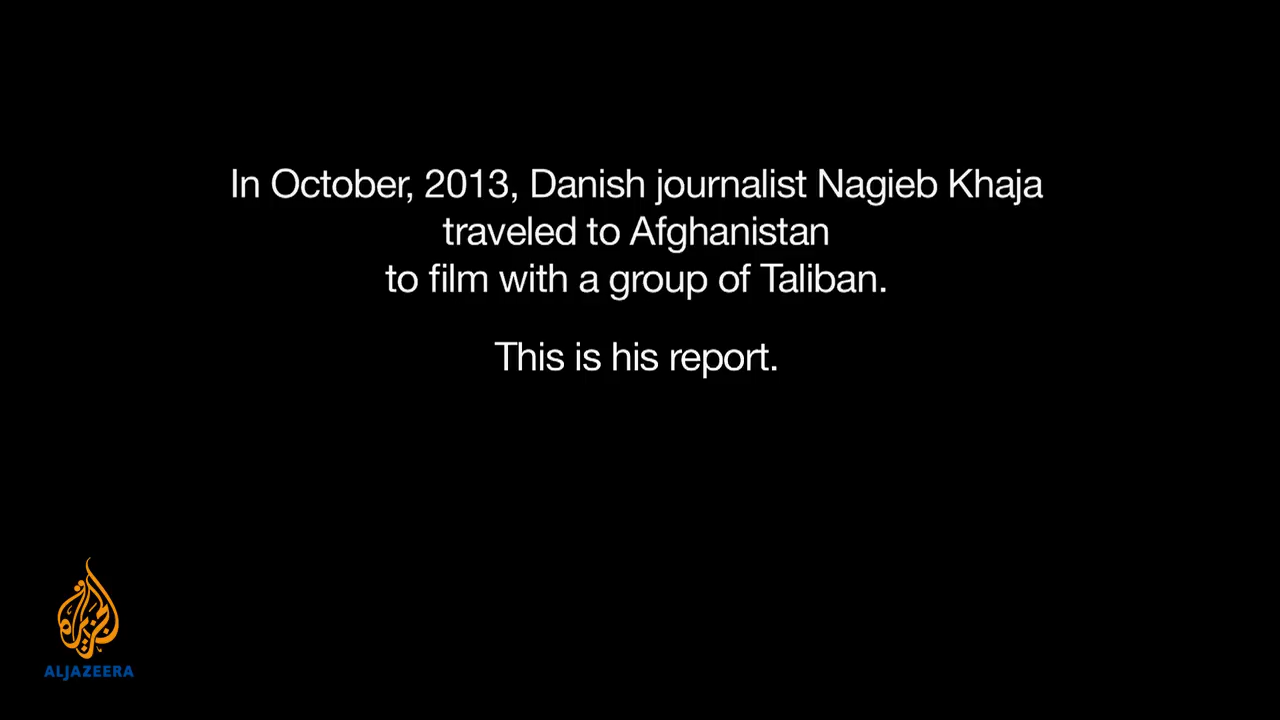 In October, 2013, Danish journalist Nagieb Khaja
traveled to Afghanistan
to film with a group of Taliban.
This is his report.
الجزيرة
ALJAZEERA